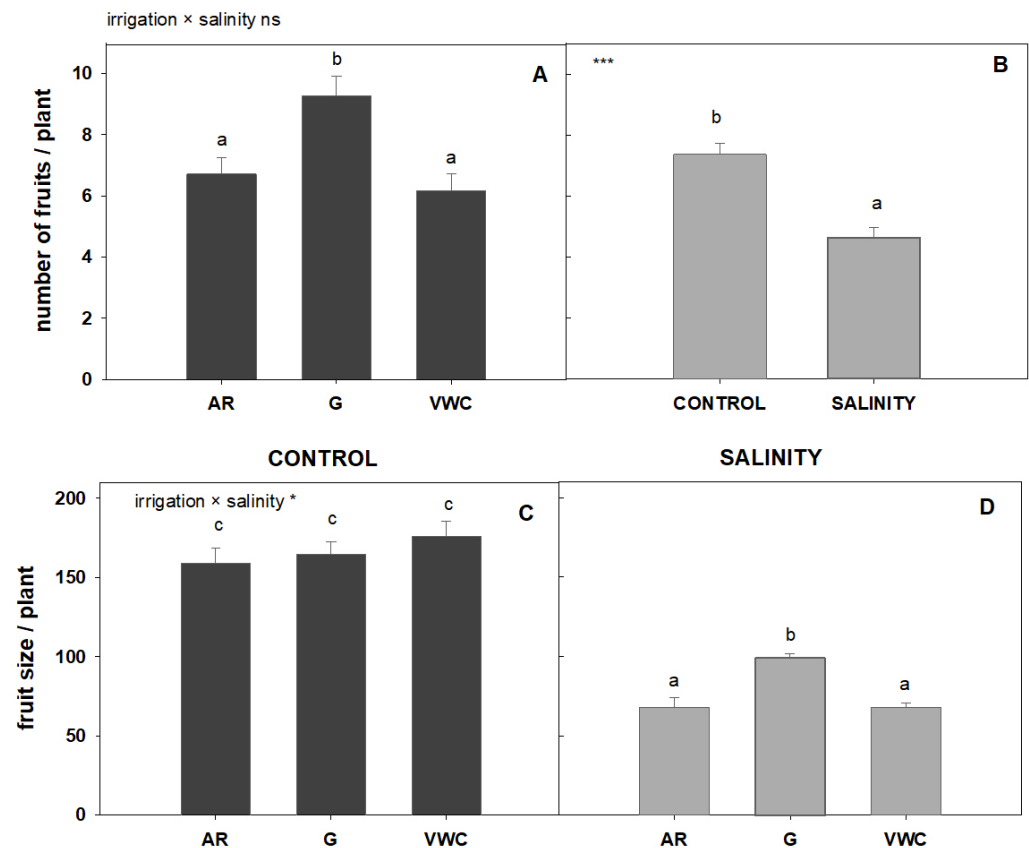 irrigation × salinity ns
number of fruits / plant
10
8
6
4
2
0
a
b
a
A
AR
G
VWC
***
b
a
B
CONTROL
SALINITY
CONTROL
SALINITY
fruit size / plant
200
150
100
50
0
irrigation × salinity *
c
c
c
C
AR
G
VWC
a
b
a
D
AR
G
VWC